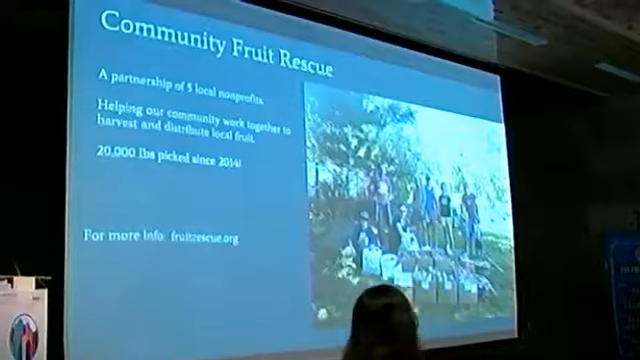 Community Fruit Rescue
A partnership of 5 local nonprofits.
Helping our community work together to
harvest and distribute local fruit.
20,000 lbs picked since 2014!
For more info: fruitrescue.org